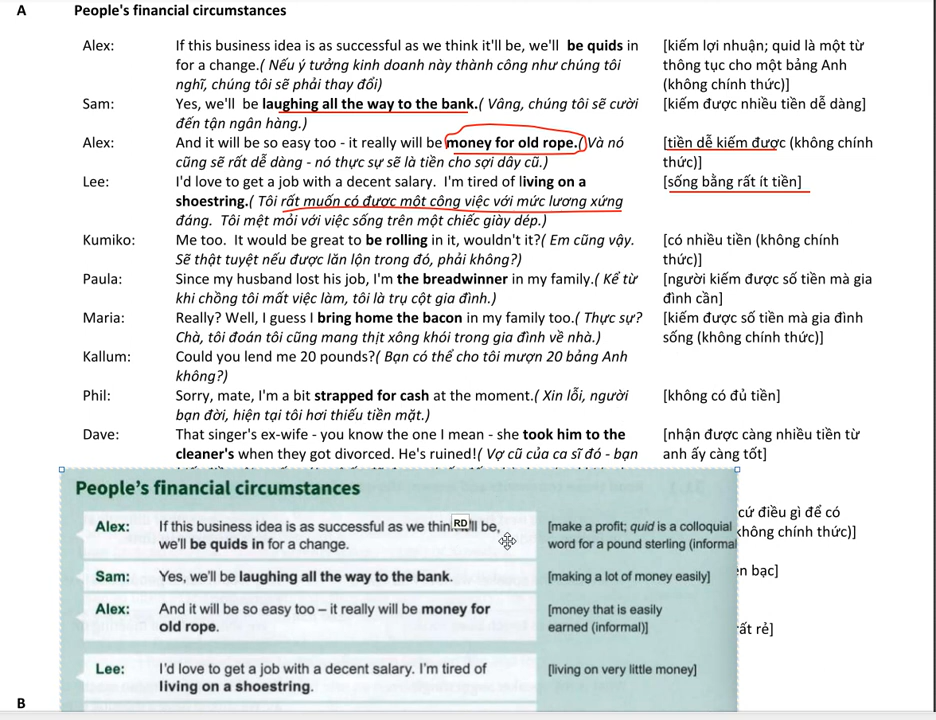 A People's financial circumstances
Alex: If this business idea is as successful as we think it'll be, we'll be quids in [kiếm lợi nhuận; quid là một từ
for a change.( Nếu ý tưởng kinh doanh này thành công như chúng tôi thông tục cho một bảng Anh
nghĩ, chúng tôi sẽ phải thay đổi) (không chính thức)]
Sam: Yes, we'll be laughing all the way to the bank.( Vâng, chúng tôi sẽ cười [kiếm được nhiều tiền dễ dàng]
đến tận ngân hàng.)
Alex: And it will be so easy too - it really will be money for old rope.( Và nó [tiền dễ kiếm được (không chính
cũng sẽ rất dễ dàng - nó thực sự sẽ là tiền cho sợi dây cũ.) thức)]
Lee: I'd love to get a job with a decent salary. I'm tired of living on a [sống bằng rất ít tiền]
shoestring.( Tôi rất muốn có được một công việc với mức lương xứng
đáng. Tôi mệt mỏi với việc sống trên một chiếc giày dép.)
Kumiko: Me too. It would be great to be rolling in it, wouldn't it?( Em cũng vậy. [có nhiều tiền (không chính
Sẽ thật tuyệt nếu được lăn lộn trong đó, phải không?) thức)]
Paula: Since my husband lost his job, I'm the breadwinner in my family.( Kể từ [người kiếm được số tiền mà gia
khi chồng tôi mất việc làm, tôi là trụ cột gia đình.) đình cần]
Maria: Really? Well, I guess I bring home the bacon in my family too.( Thực sự? [kiếm được số tiền mà gia đình
Chà, tôi đoán tôi cũng mang thịt xông khói trong gia đình về nhà.) sống (không chính thức)]
Kallum: Could you lend me 20 pounds?( Bạn có thể cho tôi mượn 20 bảng Anh
không?)
Phil: Sorry, mate, I'm a bit strapped for cash at the moment.( Xin lỗi, người [không có đủ tiền]
bạn đời, hiện tại tôi hơi thiếu tiền mặt.)
Dave: That singer's ex-wife - you know the one I mean - she took him to the [nhận được càng nhiều tiền từ
cleaner's when they got divorced. He's ruined!( Vợ cũ của ca sĩ đó - bạn anh ấy càng tốt]
People's financial circumstances
cứ điều gì để có
Alex: If this business idea is as successful as we be, [make a profit; quid is a colloquial
RD
không chính thức)]
we'll be quids in for a change. word for a pound sterling (informal
Sam: Yes, we'll be laughing all the way to the bank. [making a lot of money easily]
bạc]
Alex: And it will be so easy too – it really will be money for [money that is easily
old rope. earned (informal)]
rẻ]
Lee: I'd love to get a job with a decent salary. I'm tired of [living on very little money]
living on a shoestring.
B